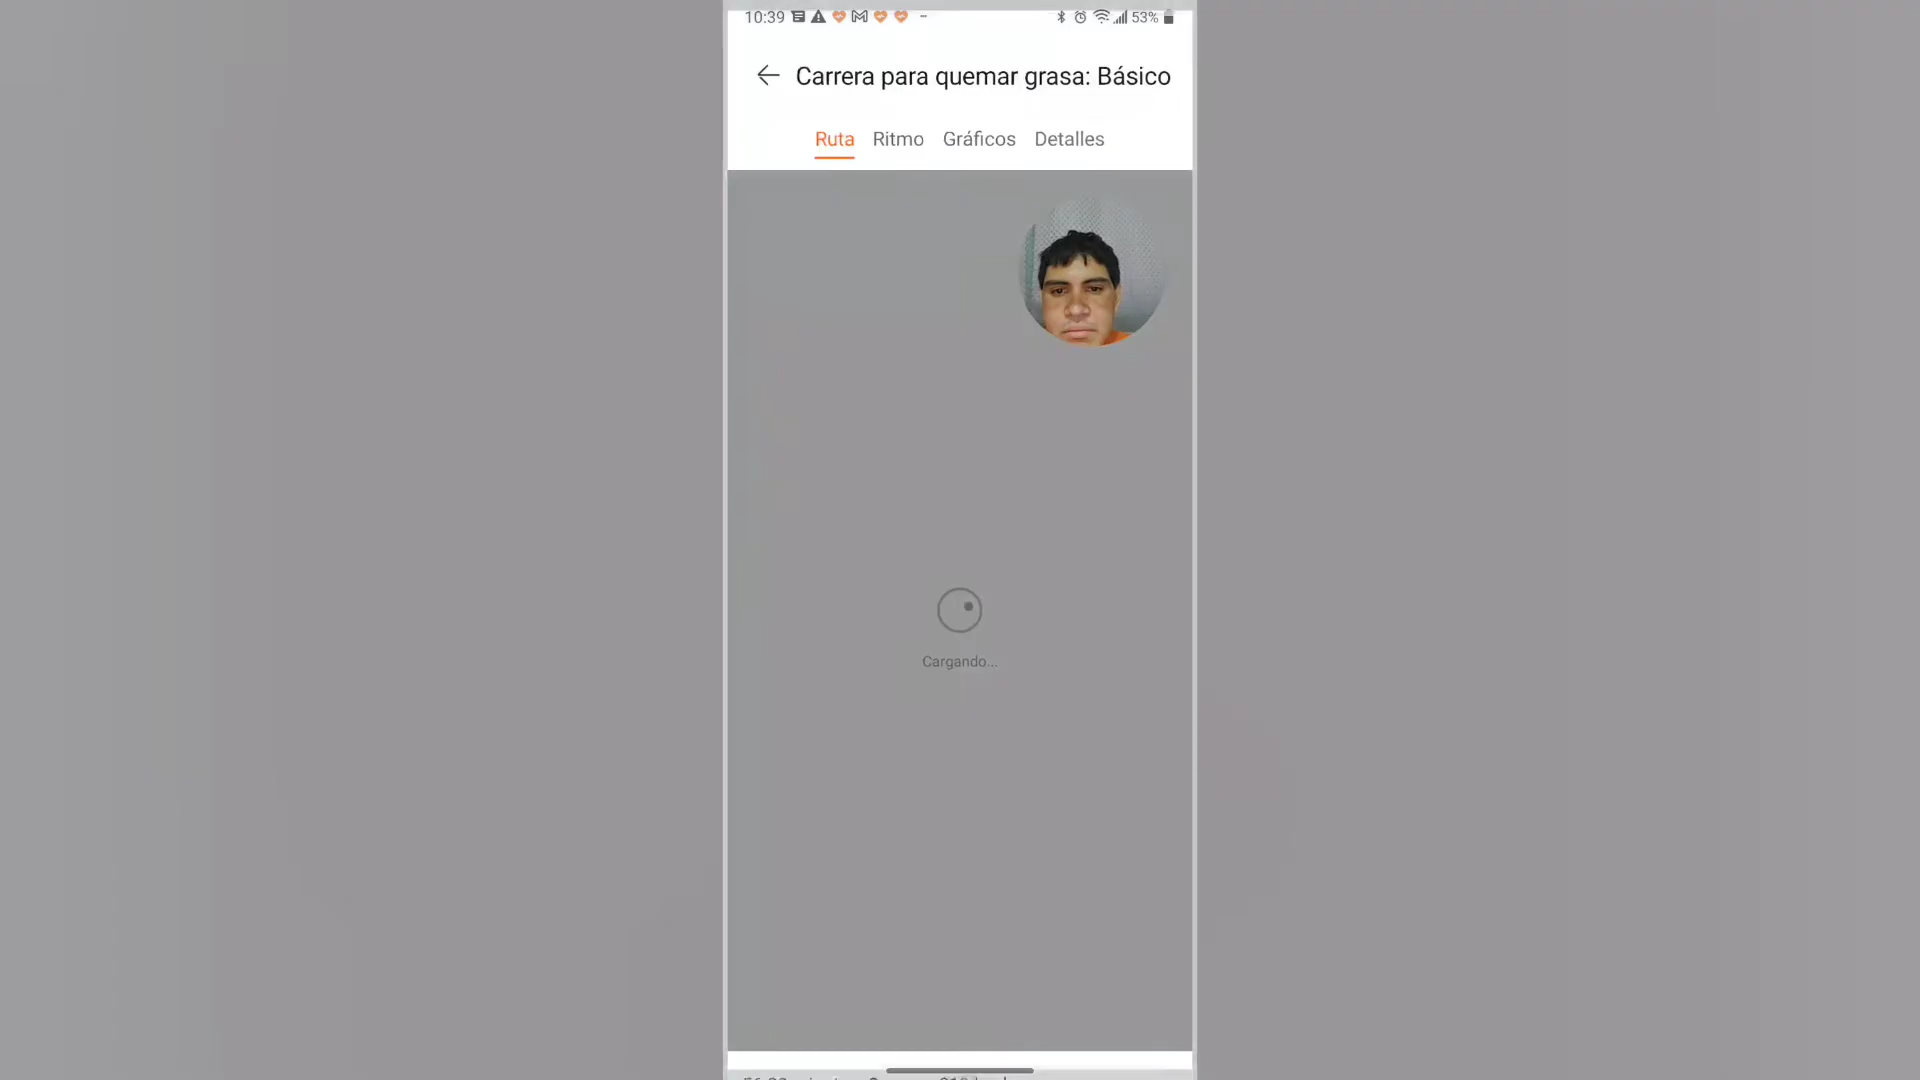 10:39 53%
Carrera para quemar grasa: Básico
Ruta Ritmo Gráficos Detalles
Cargando...